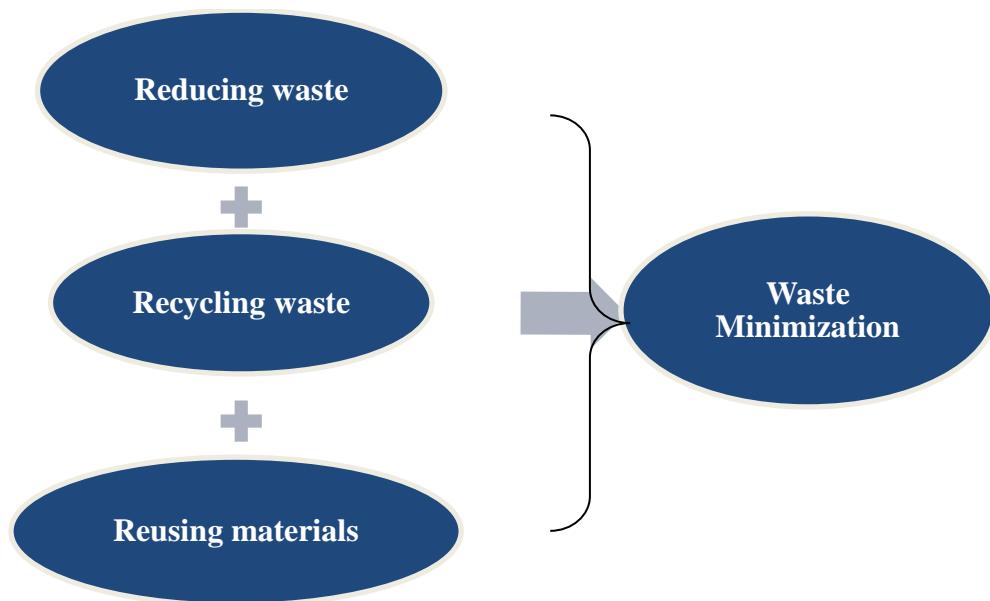 Reducing waste
Recycling waste
Reusing materials
Waste
Minimization